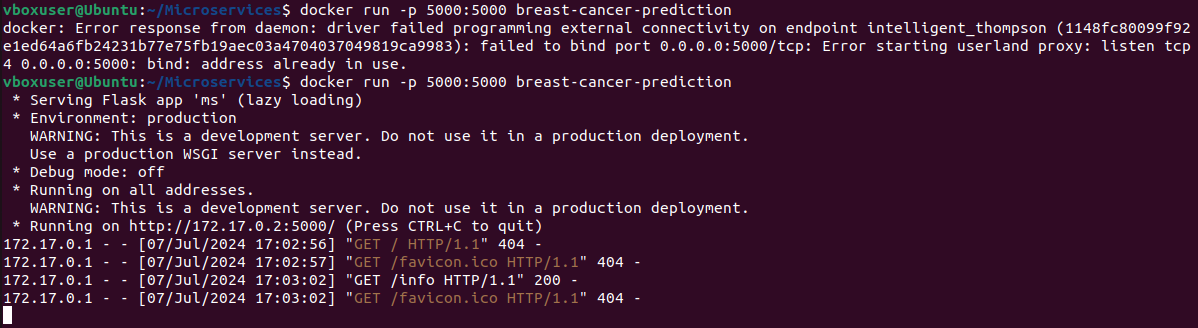 vboxuser@Ubuntu:~/Microservices$ docker run -p 5000:5000 breast-cancer-prediction
docker: Error response from daemon: driver failed programming external connectivity on endpoint intelligent_thompson (1148fc80099f92
e1ed64a6fb24231b77e75fb19aec03a4704037049819ca9983): failed to bind port 0.0.0.0:5000/tcp: Error starting userland proxy: listen tcp
4 0.0.0.0:5000: bind: address already in use.
vboxuser@Ubuntu:~/Microservices$ docker run -p 5000:5000 breast-cancer-prediction
 * Serving Flask app 'ms' (lazy loading)
 * Environment: production
   WARNING: This is a development server. Do not use it in a production deployment.
   Use a production WSGI server instead.
 * Debug mode: off
 * Running on all addresses.
   WARNING: This is a development server. Do not use it in a production deployment.
 * Running on http://172.17.0.2:5000/ (Press CTRL+C to quit)
172.17.0.1 - - [07/Jul/2024 17:02:56] "GET / HTTP/1.1" 404 -
172.17.0.1 - - [07/Jul/2024 17:02:57] "GET /favicon.ico HTTP/1.1" 404 -
172.17.0.1 - - [07/Jul/2024 17:03:02] "GET /info HTTP/1.1" 200 -
172.17.0.1 - - [07/Jul/2024 17:03:02] "GET /favicon.ico HTTP/1.1" 404 -